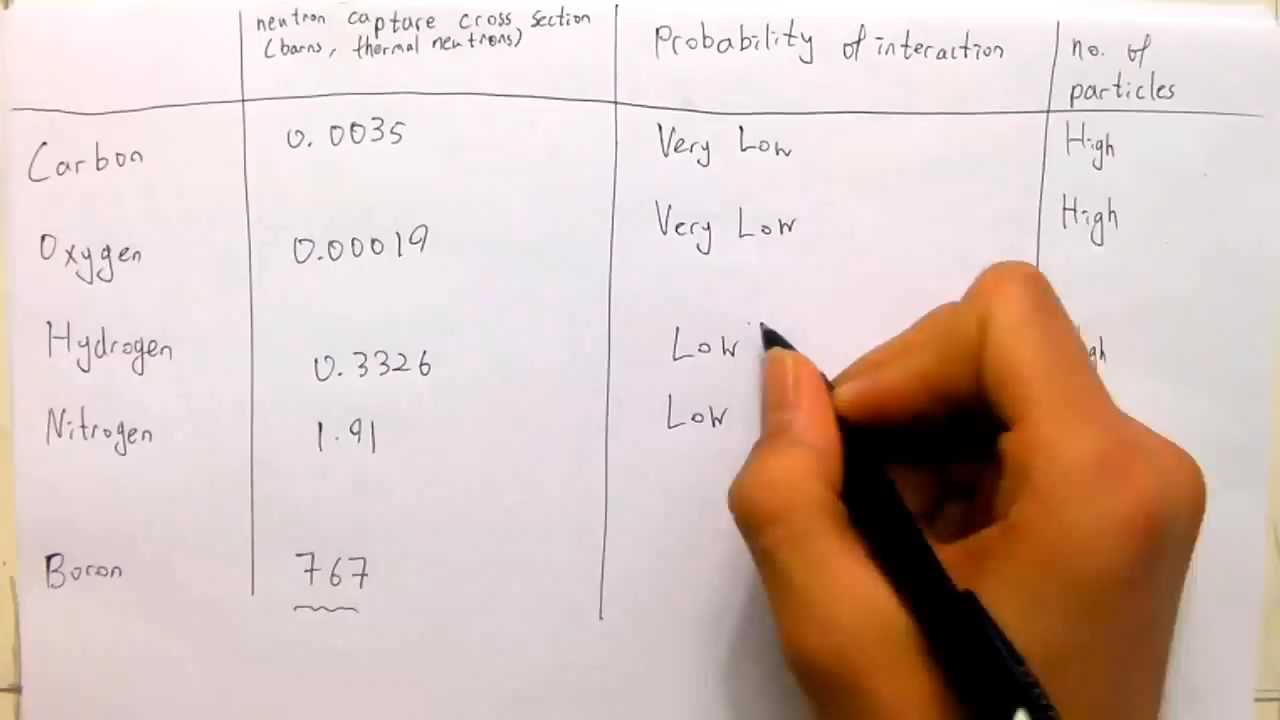 neutron capture cross section
(barns, thermal neutrons)
Probability of interaction
no. of
particles
Carbon 0.0035 Very Low High
Oxygen 0.00019 Very Low High
Hydrogen 0.3326 Low
Nitrogen 1.91 Low
Boron 767